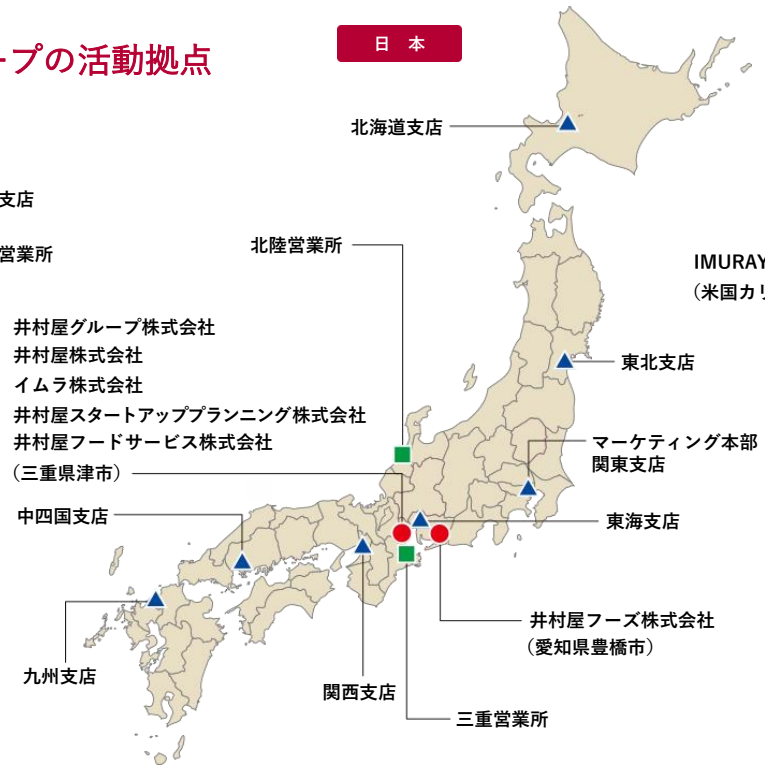 ープの活動拠点
日 本
北海道支店
支店
北陸営業所
営業所
IMURAY
(米国カリ
井村屋グループ株式会社
井村屋株式会社
イムラ株式会社
井村屋スタートアッププランニング株式会社
井村屋フードサービス株式会社
(三重県津市)
東北支店
マーケティング本部
関東支店
中四国支店
東海支店
井村屋フーズ株式会社
(愛知県豊橋市)
九州支店
関西支店
三重営業所